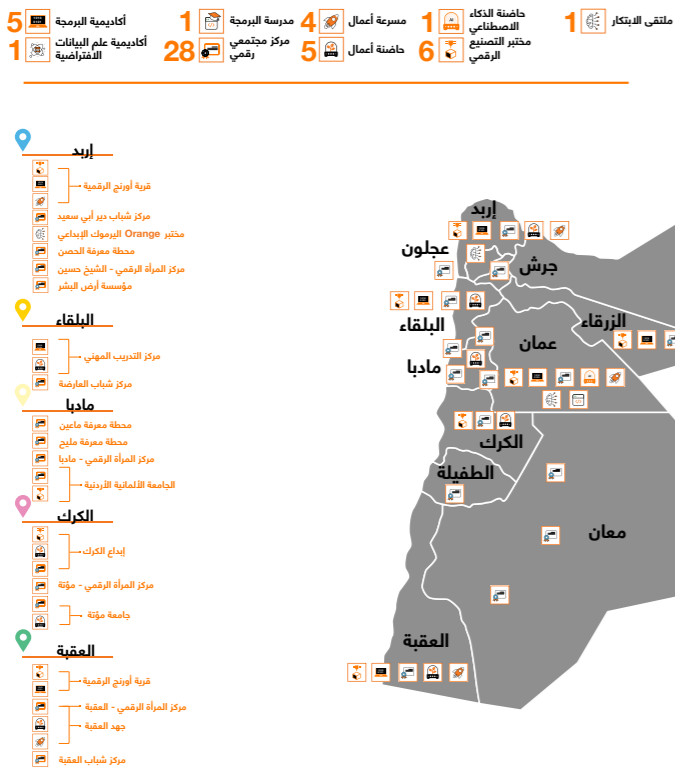 ملتقى الابتكار
1
حاضنة الذكاء
الاصطناعي
1
مسرعة أعمال
4
مدرسة البرمجة
1
أكاديمية البرمجة
5
مختبر التصنيع
الرقمي
6
حاضنة أعمال
5
مركز مجتمعي
رقمي
28
أكاديمية علم البيانات
الافتراضية
1
إربد
قرية أورنج الرقمية
مركز شباب دير أبي سعيد
مختبر Orange اليرموك الإبداعي
محطة معرفة الحصن
مركز المرأة الرقمي - الشيخ حسين
مؤسسة أرض البشر
البلقاء
مركز التدريب المهني
مركز شباب العارضة
مادبا
محطة معرفة ماعين
محطة معرفة مليح
مركز المرأة الرقمي - مادبا
الجامعة الألمانية الأردنية
الكرك
إبداع الكرك
مركز المرأة الرقمي - مؤتة
جامعة مؤتة
العقبة
قرية أورنج الرقمية
مركز المرأة الرقمي - العقبة
جهد العقبة
مركز شباب العقبة
إربد
عجلون
جرش
البلقاء
الزرقاء
عمان
مادبا
الكرك
الطفيلة
معان
العقبة